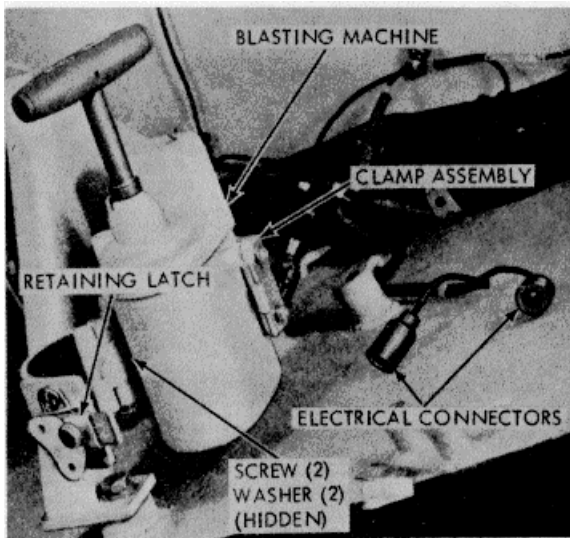 BLASTING MACHINE
CLAMP ASSEMBLY
RETAINING LATCH
ELECTRICAL CONNECTORS
SCREW (2)
WASHER (2)
(HIDDEN)